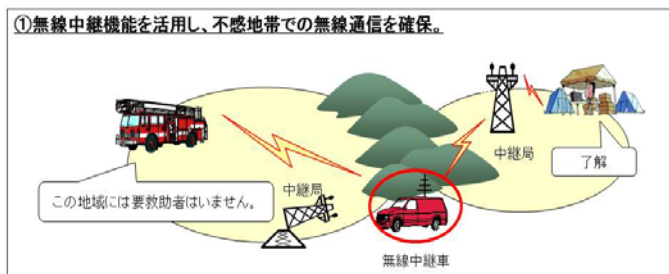 ①無線中継機能を活用し、不感地帯での無線通信を確保。
中継局
了解
この地域には要救助者はいません。
中継局
無線中継車